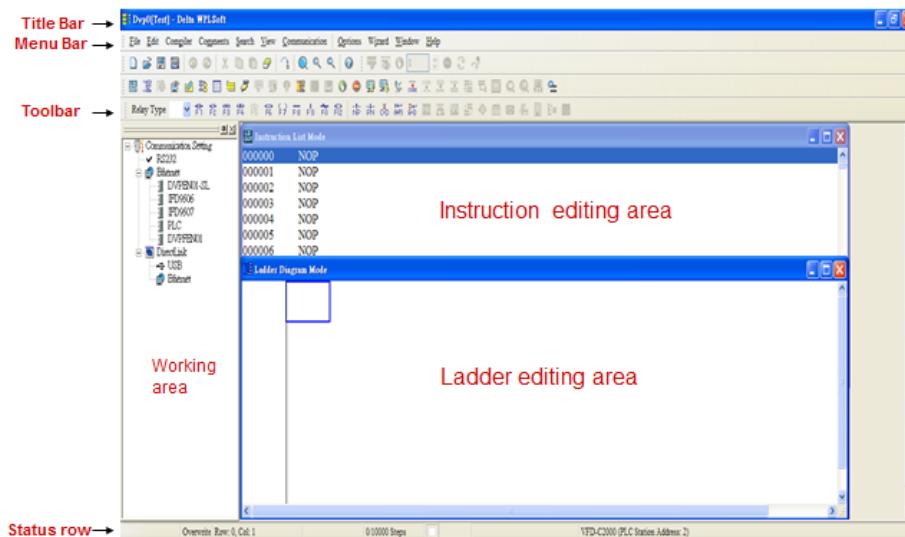 Title Bar
Dvp0[Test] - Delta WPLSoft
Menu Bar
File Edit Compiler Comments Search View Communication Options Wizard Window Help
Toolbar
Relay Type
Communication Setting
RS232
Ethernet
DVPEN01-SL
IFD9506
IFD9507
PLC
DVPFEN01
DirectLink
USB
Ethernet
Working
area
Instruction List Mode
000000 NOP
000001 NOP
000002 NOP
000003 NOP
000004 NOP
000005 NOP
000006 NOP
Instruction editing area
Ladder Diagram Mode
Ladder editing area
Status row
Overwrite Row: 0, Col: 1 0/10000 Steps VFD-C2000 (PLC Station Address: 2)